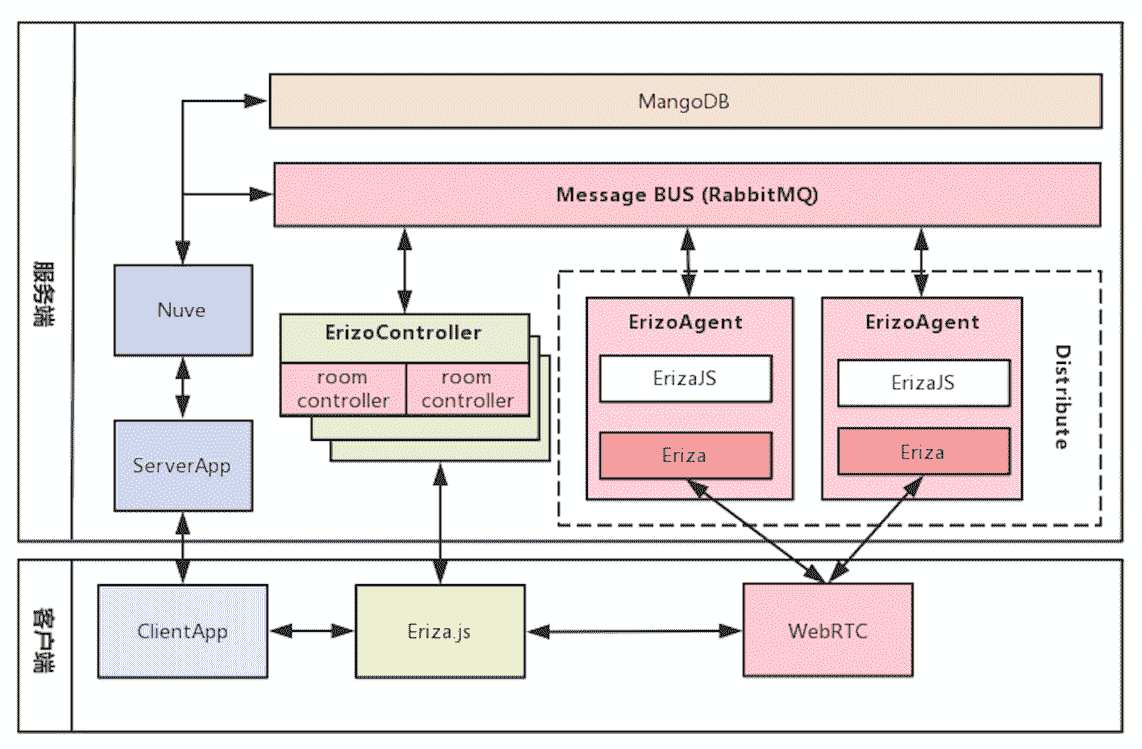 服务端
MangoDB
Message BUS (RabbitMQ)
Nuve
ServerApp
ErizoController
room controller
room controller
ErizoAgent
ErizaJS
Eriza
ErizoAgent
ErizaJS
Eriza
Distribute
客户端
ClientApp
Eriza.js
WebRTC